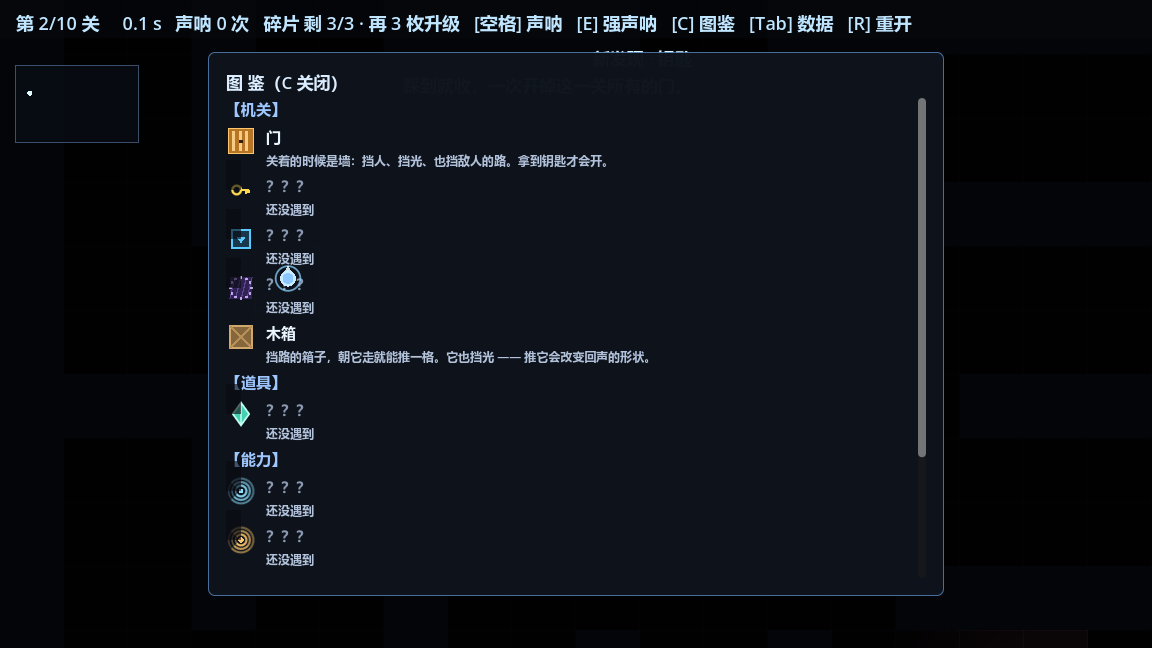 第 2/10 关 0.1 s 声呐 0 次 碎片 剩 3/3 · 再 3 枚升级 [空格] 声呐 [E] 强声呐 [C] 图鉴 [Tab] 数据 [R] 重开
图 鉴（C 关闭）
【机关】
门
关着的时候是墙：挡人、挡光、也挡敌人的路。拿到钥匙才会开。
？？？
还没遇到
？？？
还没遇到
？？？
还没遇到
木箱
挡路的箱子，朝它走就能推一格。它也挡光 —— 推它会改变回声的形状。
【道具】
？？？
还没遇到
【能力】
？？？
还没遇到
？？？
还没遇到